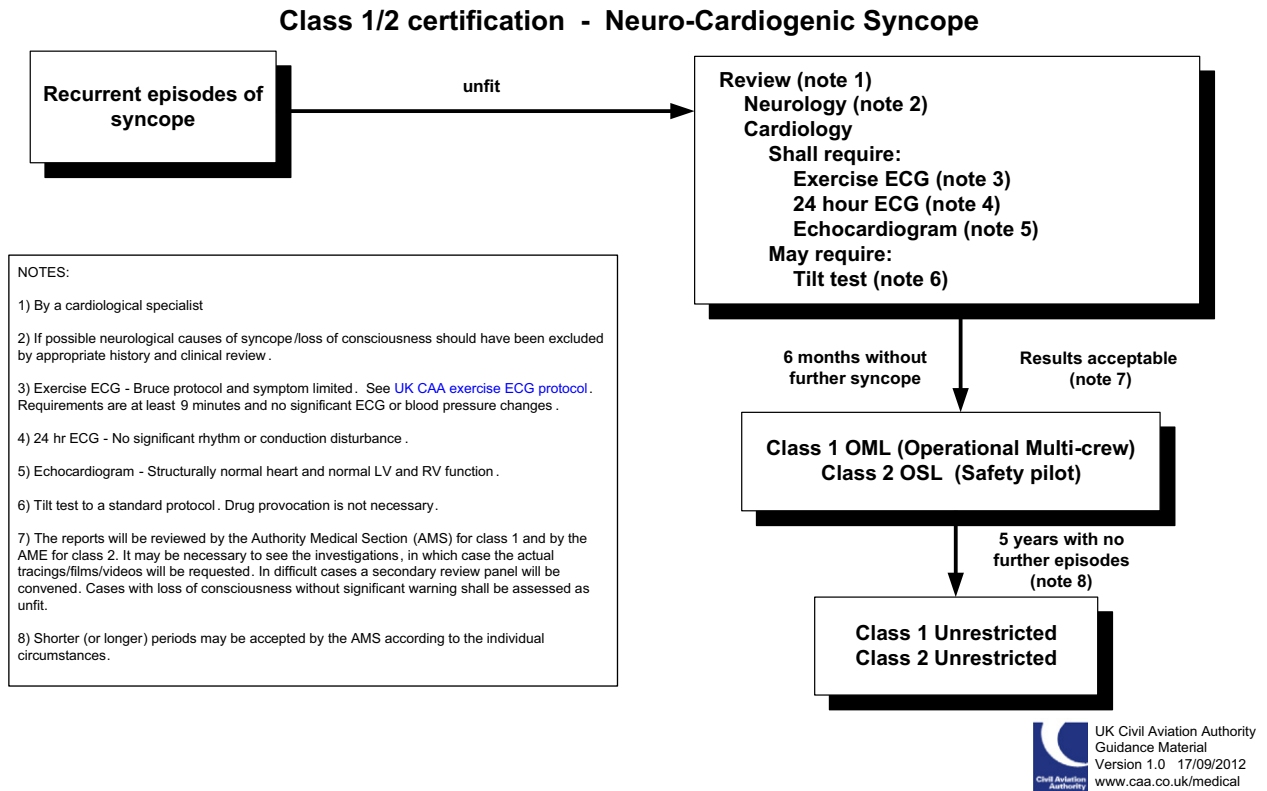 Class 1/2 certification - Neuro-Cardiogenic Syncope
Recurrent episodes of
syncope
unfit
Review (note 1)
Neurology (note 2)
Cardiology
Shall require:
Exercise ECG (note 3)
24 hour ECG (note 4)
Echocardiogram (note 5)
May require:
Tilt test (note 6)
NOTES:
1) By a cardiological specialist
2) If possible neurological causes of syncope/loss of consciousness should have been excluded
by appropriate history and clinical review.
3) Exercise ECG - Bruce protocol and symptom limited. See UK CAA exercise ECG protocol.
Requirements are at least 9 minutes and no significant ECG or blood pressure changes.
4) 24 hr ECG - No significant rhythm or conduction disturbance.
5) Echocardiogram - Structurally normal heart and normal LV and RV function.
6) Tilt test to a standard protocol. Drug provocation is not necessary.
7) The reports will be reviewed by the Authority Medical Section (AMS) for class 1 and by the
AME for class 2. It may be necessary to see the investigations, in which case the actual
tracings/films/videos will be requested. In difficult cases a secondary review panel will be
convened. Cases with loss of consciousness without significant warning shall be assessed as
unfit.
8) Shorter (or longer) periods may be accepted by the AMS according to the individual
circumstances.
6 months without
further syncope
Results acceptable
(note 7)
Class 1 OML (Operational Multi-crew)
Class 2 OSL (Safety pilot)
5 years with no
further episodes
(note 8)
Class 1 Unrestricted
Class 2 Unrestricted
Civil Aviation
Authority
UK Civil Aviation Authority
Guidance Material
Version 1.0 17/09/2012
www.caa.co.uk/medical